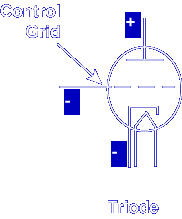 Control
Grid
+
-
-
Triode